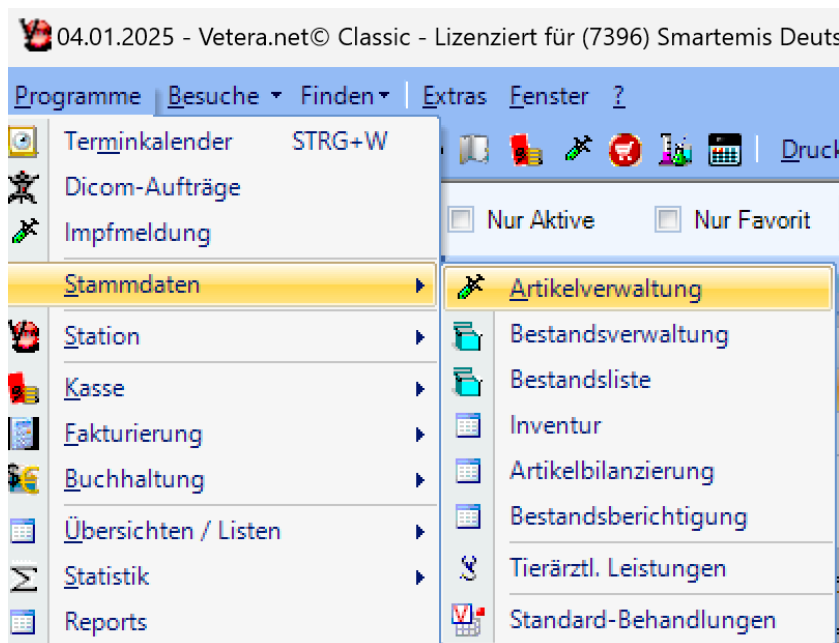 04.01.2025 - Vetera.net© Classic - Lizenziert für (7396) Smartemis
Programme Besuche Finden Extras Fenster ?
Terminkalender STRG+W
Dicom-Aufträge
Impfmeldung
Stammdaten
Station
Kasse
Fakturierung
Buchhaltung
Übersichten / Listen
Statistik
Reports
Nur Aktive Nur Favorit
Artikelverwaltung
Bestandsverwaltung
Bestandsliste
Inventur
Artikelbilanzierung
Bestandsberichtigung
Tierärztl. Leistungen
Standard-Behandlungen